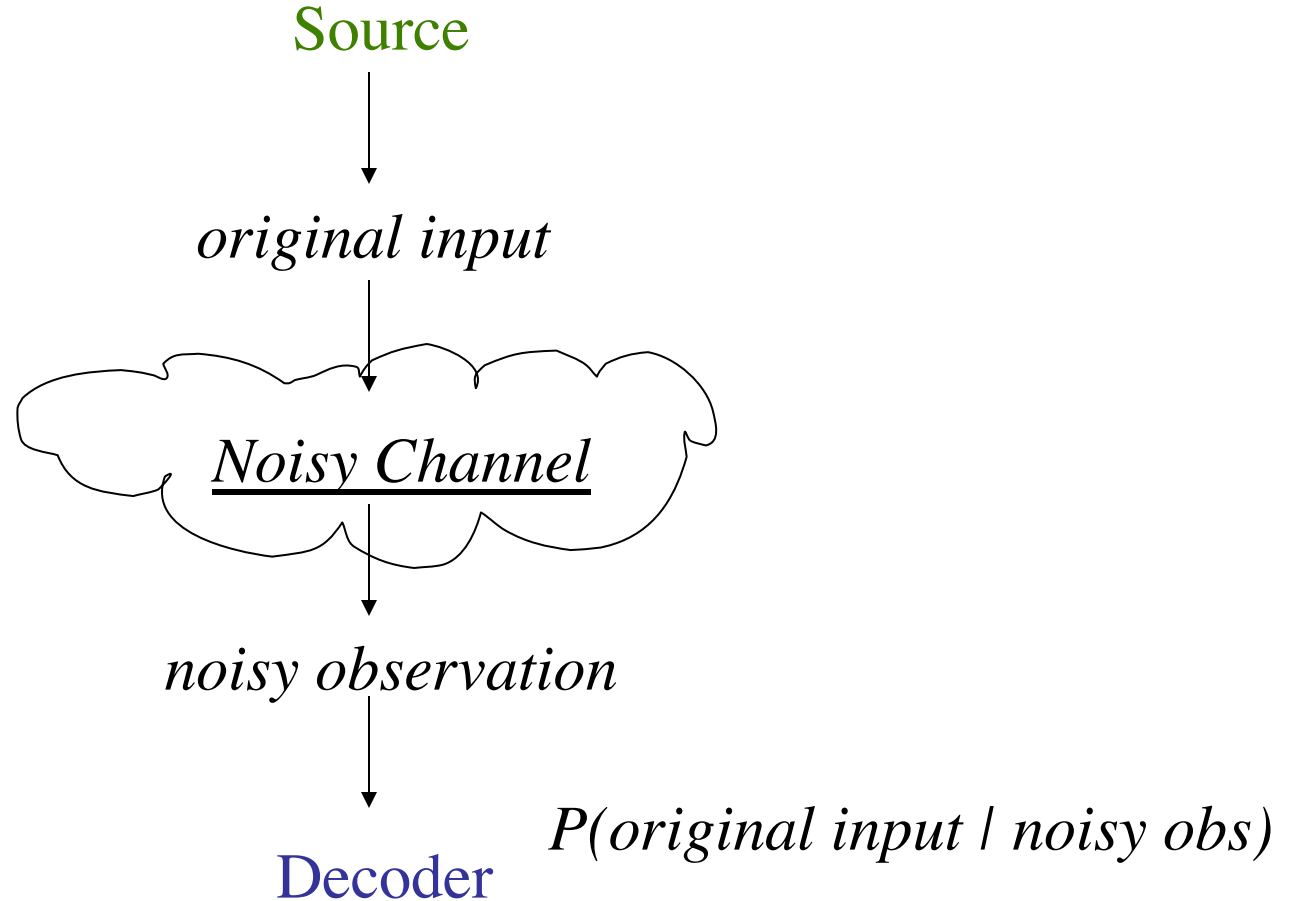 Source
original input
Noisy Channel
noisy observation
P(original input | noisy obs)
Decoder